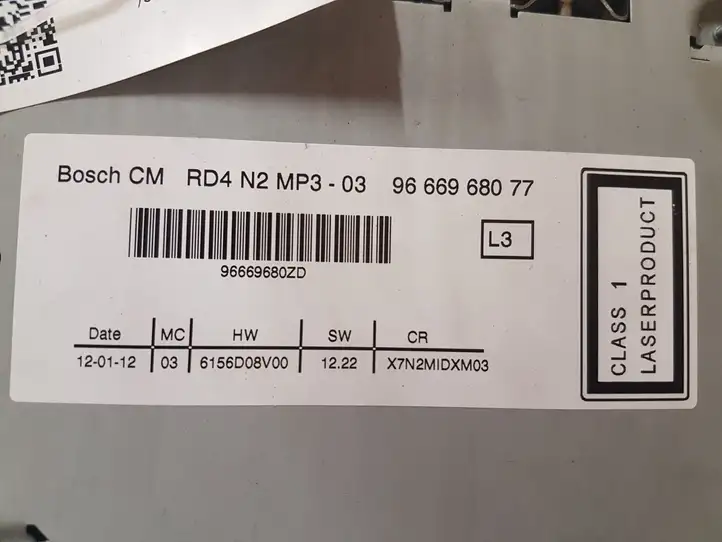 Bosch CM RD4 N2 MP3 - 03 96 669 680 77
96669680ZD
L3
Date MC HW SW CR
12-01-12 03 6156D08V00 12.22 X7N2MIDXM03
CLASS 1
LASERPRODUCT